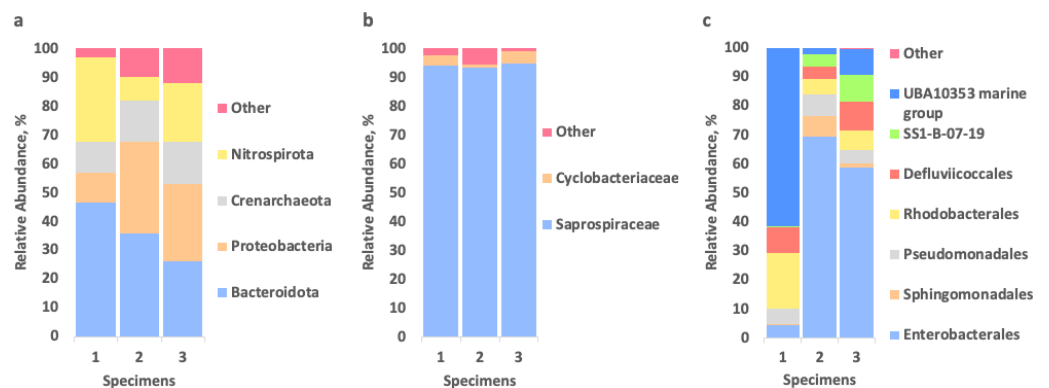 a
Relative Abundance, %
100
90
80
70
60
50
40
30
20
10
0
1 2 3
Specimens
Other
Nitrospirota
Crenarchaeota
Proteobacteria
Bacteroidota
b
Relative Abundance, %
100
90
80
70
60
50
40
30
20
10
0
1 2 3
Specimens
Other
Cyclobacteriaceae
Saprospiraceae
c
Relative Abundance, %
100
90
80
70
60
50
40
30
20
10
0
1 2 3
Specimens
Other
UBA10353 marine
group
SS1-B-07-19
Defluviicoccales
Rhodobacterales
Pseudomonadales
Sphingomonadales
Enterobacterales